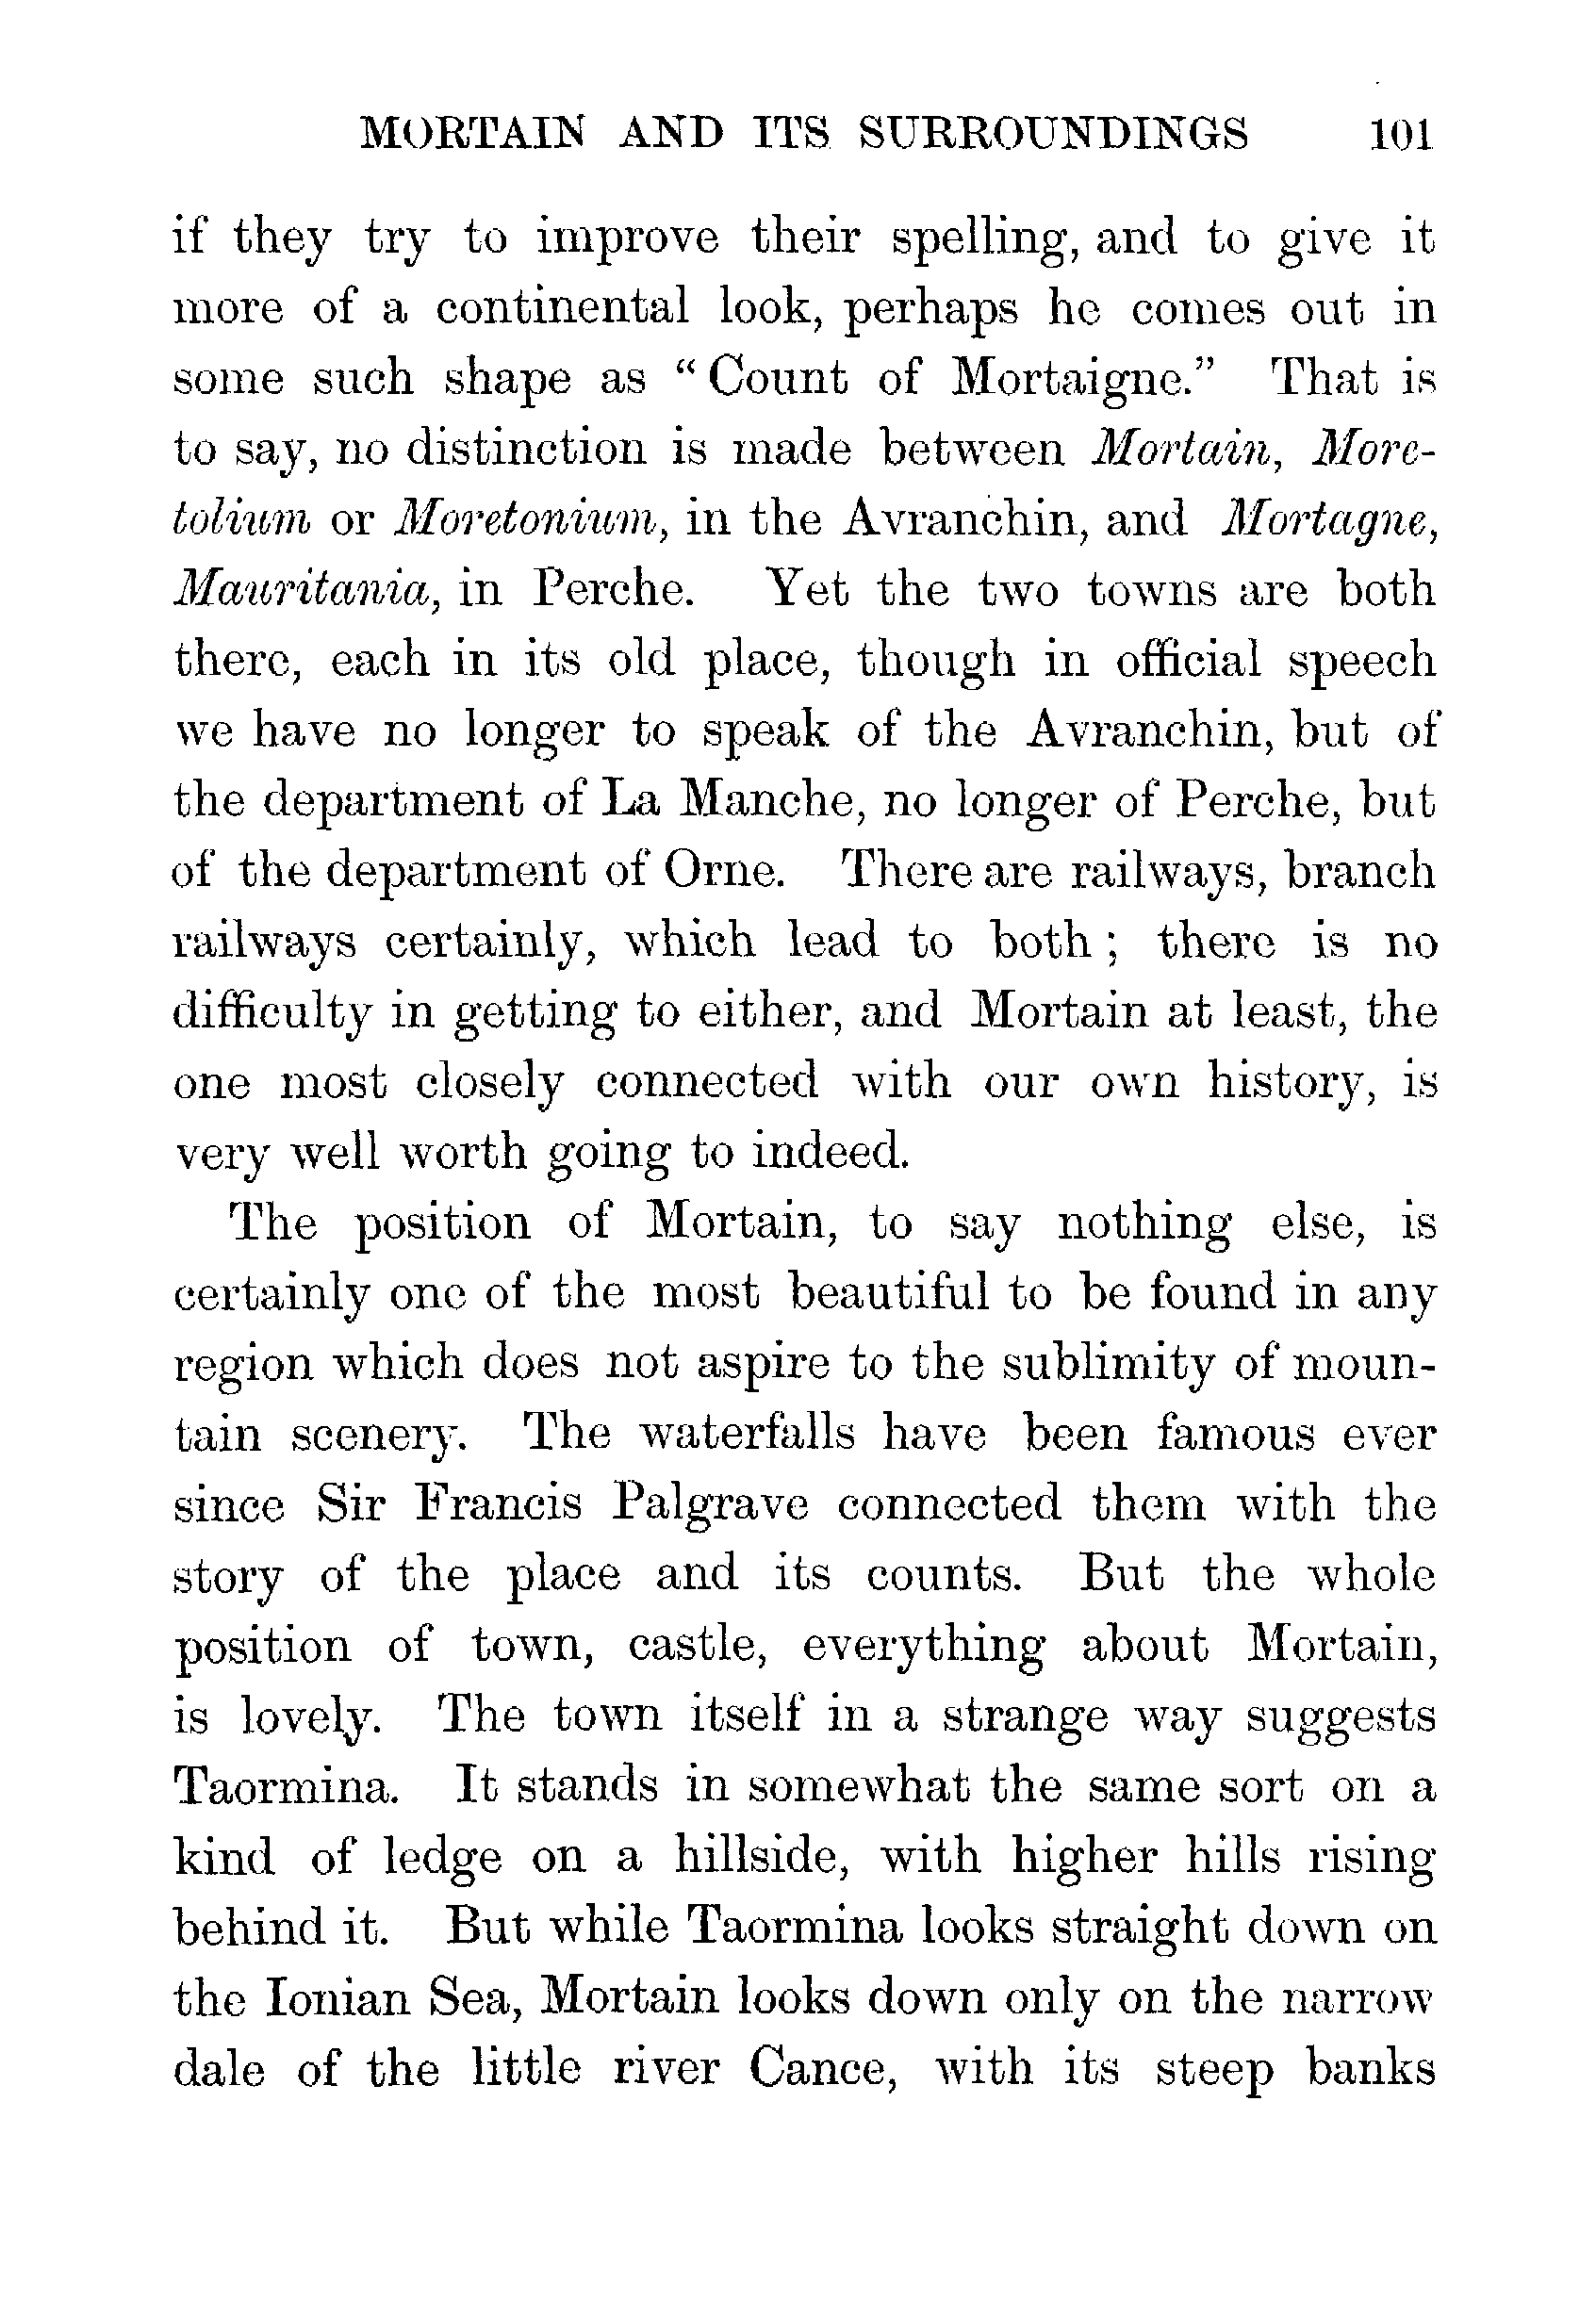 MORTAIN AND ITS SURROUNDINGS 101
if they try to improve their spelling, and to give it
more of a continental look, perhaps he comes out in
some such shape as “Count of Mortaigne.” That is
to say, no distinction is made between Mortain, More-
tolium or Moretonium, in the Avranchin, and Mortagne,
Mauritania, in Perche. Yet the two towns are both
there, each in its old place, though in official speech
we have no longer to speak of the Avranchin, but of
the department of La Manche, no longer of Perche, but
of the department of Orne. There are railways, branch
railways certainly, which lead to both ; there is no
difficulty in getting to either, and Mortain at least, the
one most closely connected with our own history, is
very well worth going to indeed.
The position of Mortain, to say nothing else, is
certainly one of the most beautiful to be found in any
region which does not aspire to the sublimity of moun-
tain scenery. The waterfalls have been famous ever
since Sir Francis Palgrave connected them with the
story of the place and its counts. But the whole
position of town, castle, everything about Mortain,
is lovely. The town itself in a strange way suggests
Taormina. It stands in somewhat the same sort on a
kind of ledge on a hillside, with higher hills rising
behind it. But while Taormina looks straight down on
the Ionian Sea, Mortain looks down only on the narrow
dale of the little river Cance, with its steep banks